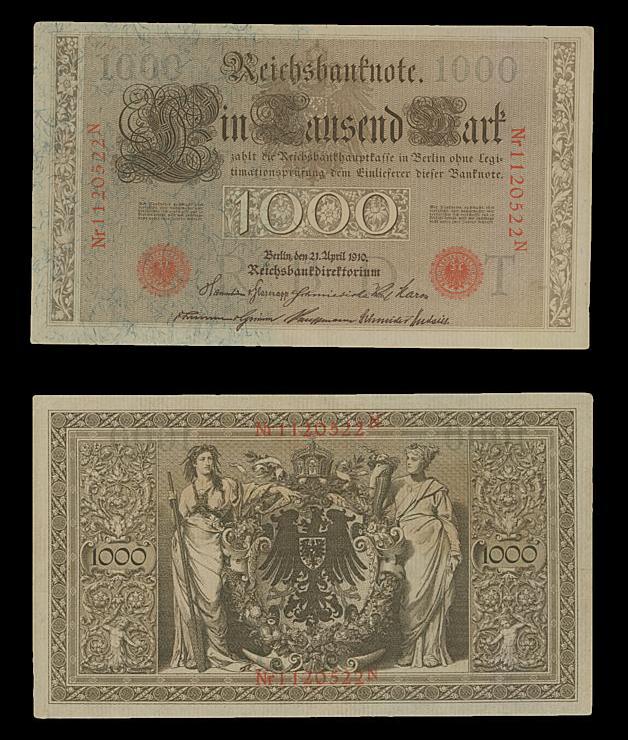 1000 Reichsbanknote. 1000
Ein Tausend Mark
zahlt die Reichsbankhauptkasse in Berlin ohne Legi-
timationsprüfung dem Einlieferer dieser Banknote.
Nr 1120522 N
Nr 1120522 N
1000
Berlin, den 21. April 1910.
Reichsbankdirektorium
Nr 1120522 N
1000
1000
Nr 1120522 N